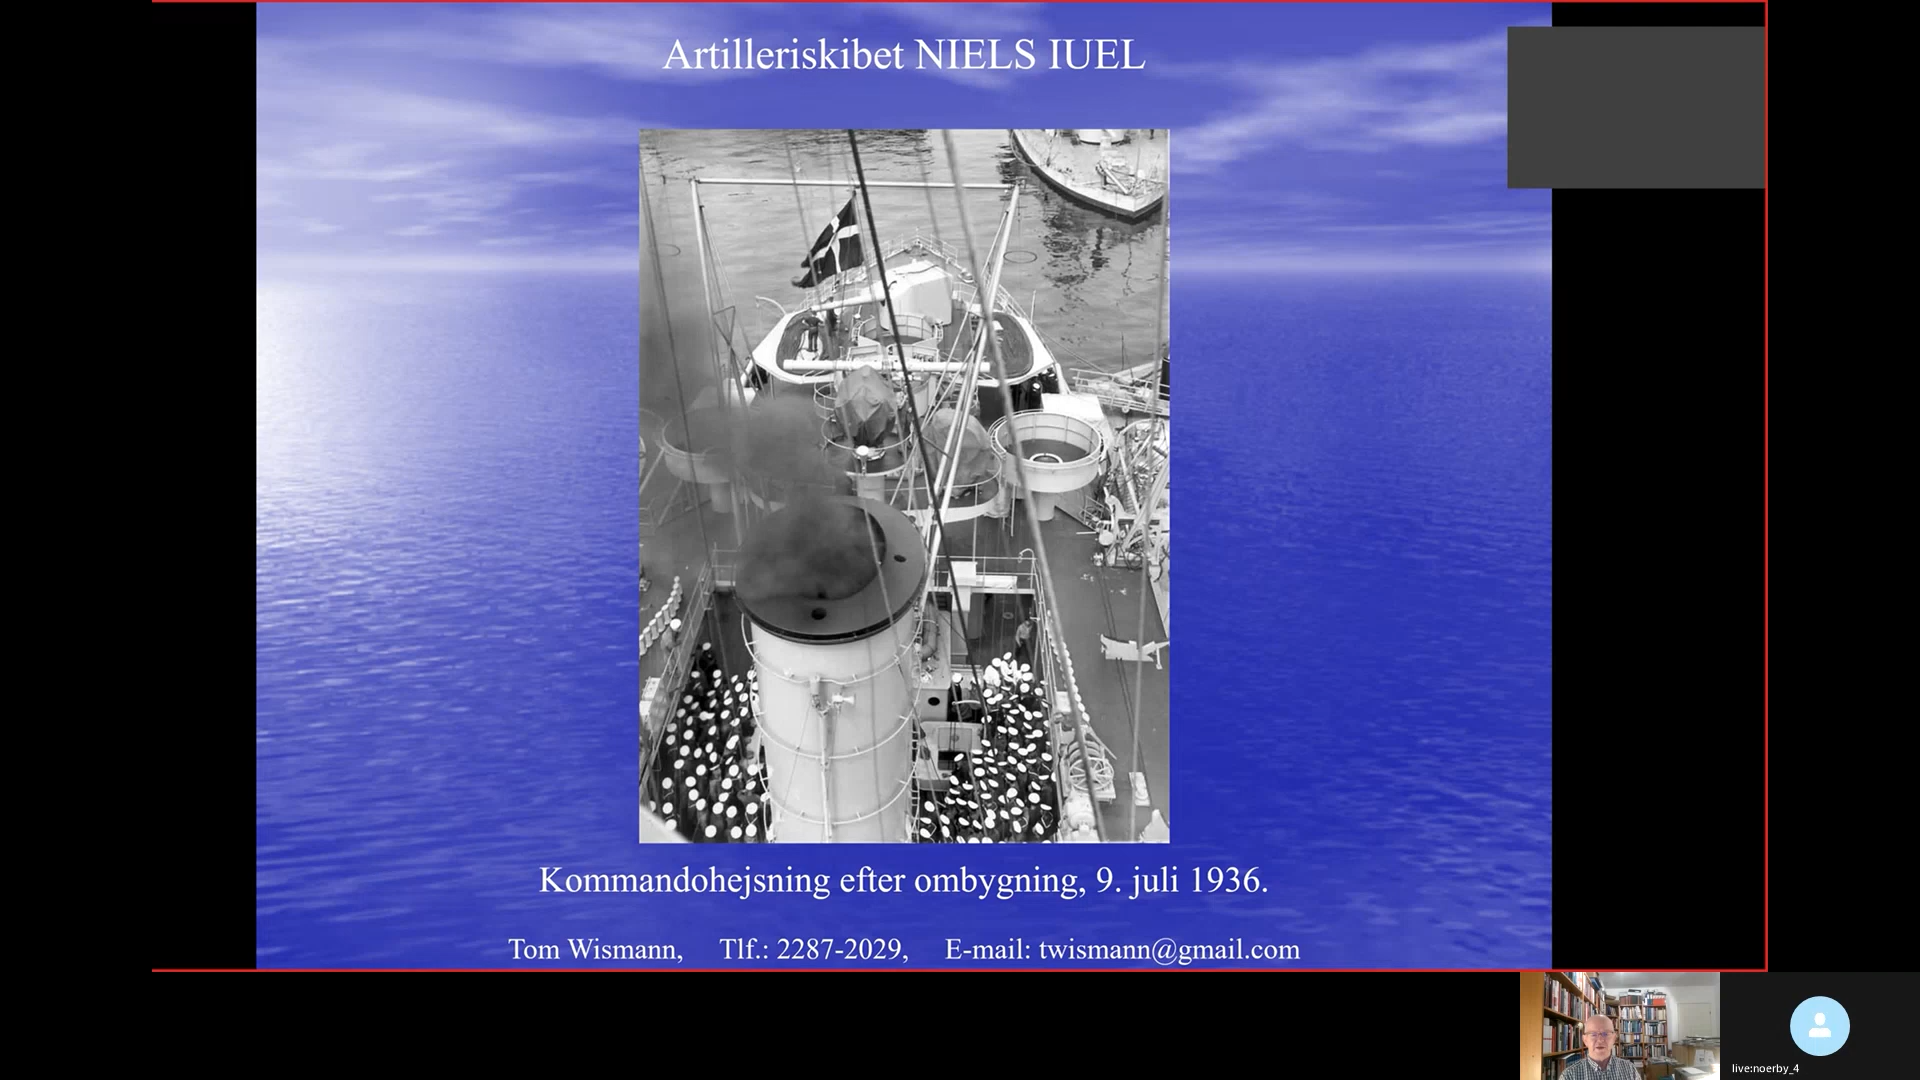 Artilleriskibet NIELS IUEL
Kommandohejsning efter ombygning, 9. juli 1936.
Tom Wismann, Tlf.: 2287-2029, E-mail: twismann@gmail.com
live:noerby_4